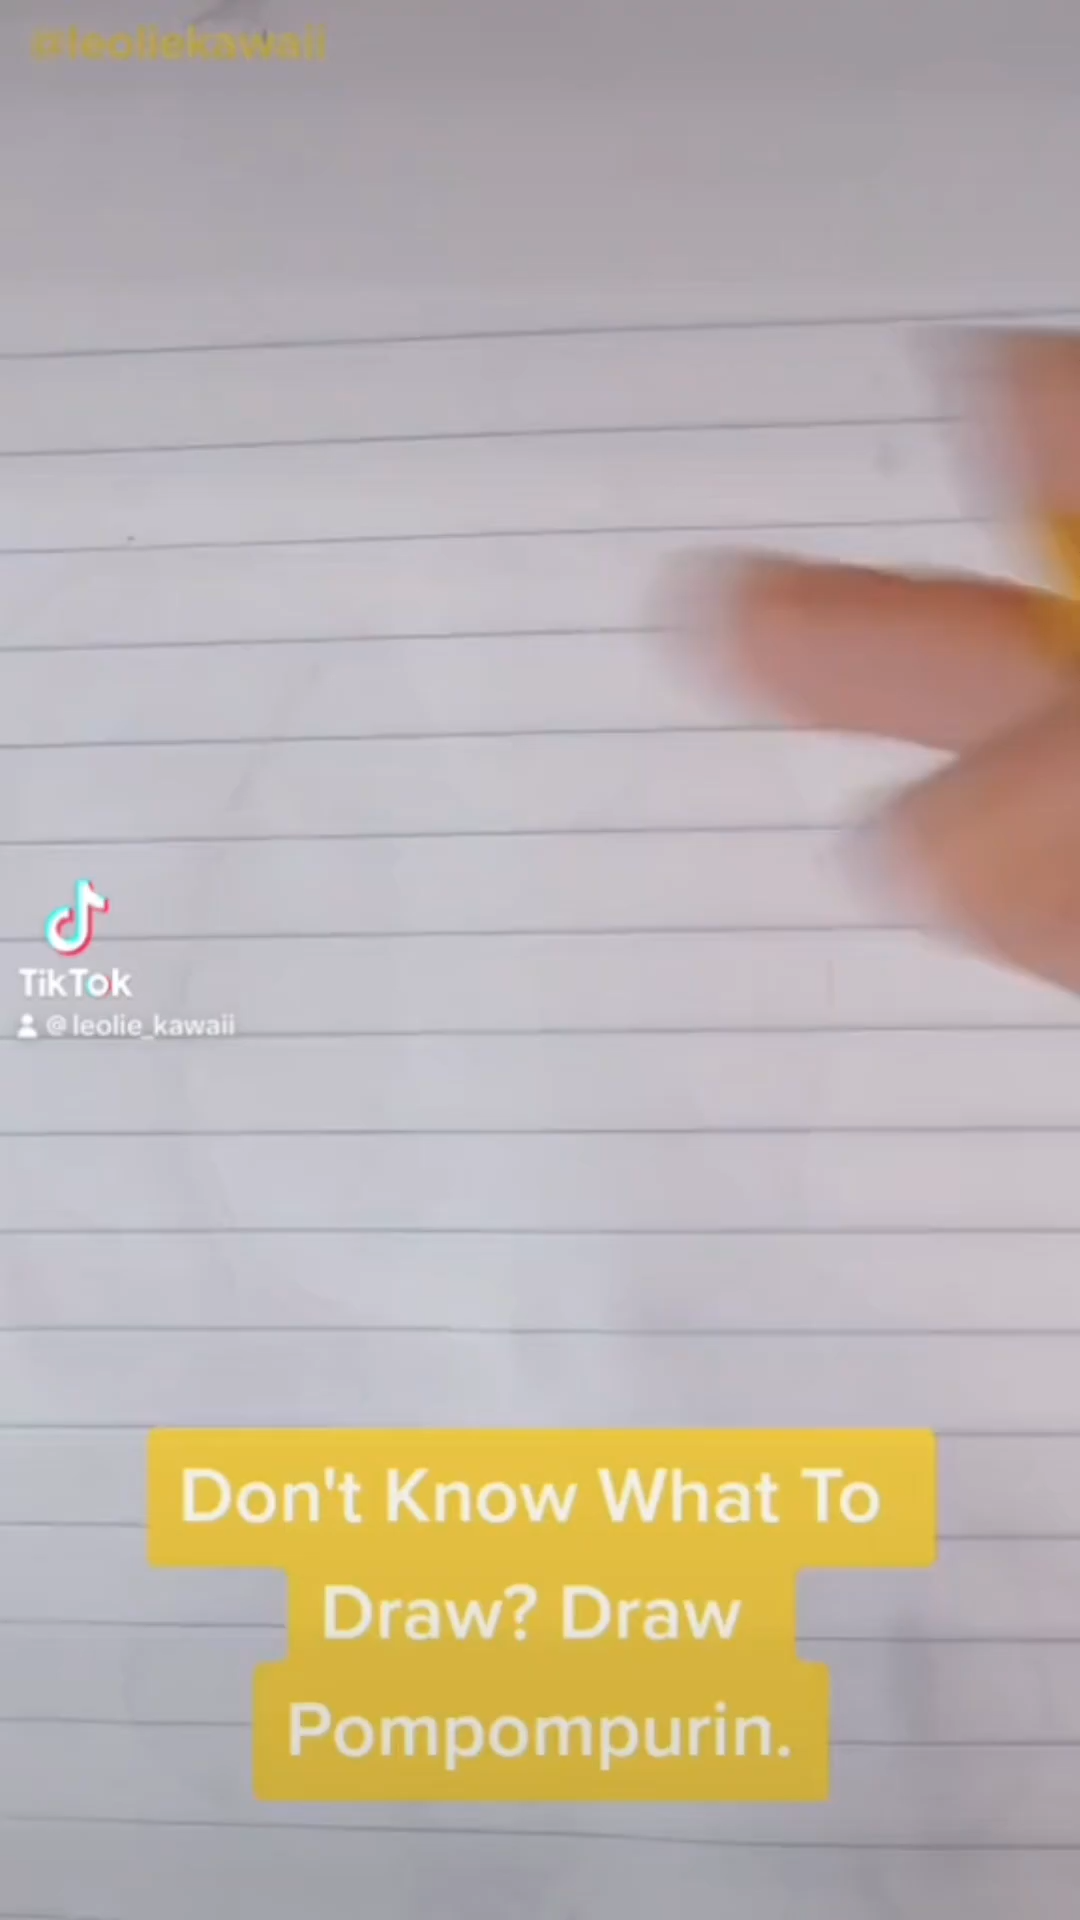 @leoliekawaii
TikTok
@leolie_kawaii
Don't Know What To
Draw? Draw
Pompompurin.